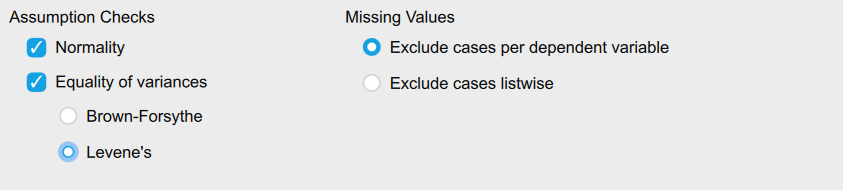 Assumption Checks
Normality
Equality of variances
Brown-Forsythe
Levene's
Missing Values
Exclude cases per dependent variable
Exclude cases listwise